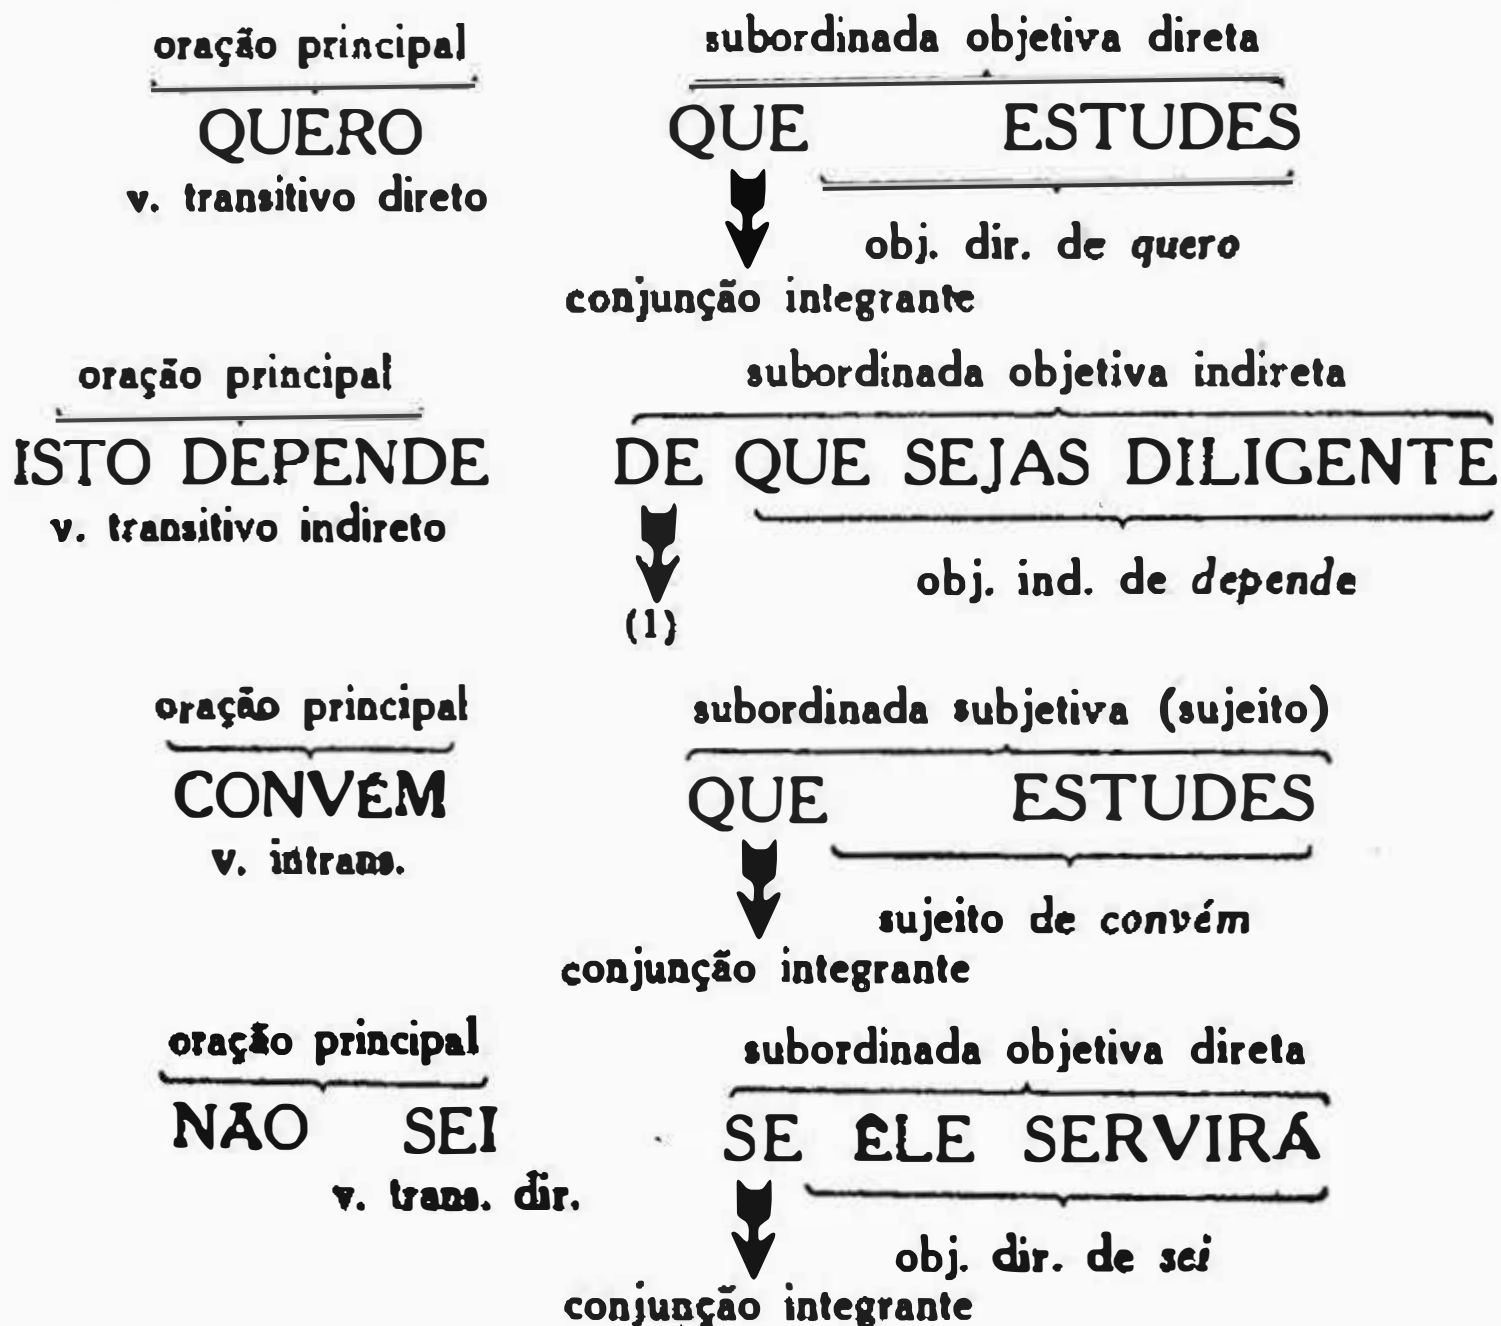 oração principal subordinada objetiva direta
QUERO QUE ESTUDES
v. transitivo direto
obj. dir. de quero
conjunção integrante
oração principal subordinada objetiva indireta
ISTO DEPENDE DE QUE SEJAS DILIGENTE
v. transitivo indireto
obj. ind. de depende
(1)
oração principal subordinada subjetiva (sujeito)
CONVÉM QUE ESTUDES
v. intrans.
sujeito de convém
conjunção integrante
oração principal subordinada objetiva direta
NÃO SEI SE ÊLE SERVIRÁ
v. trans. dir.
obj. dir. de sei
conjunção integrante